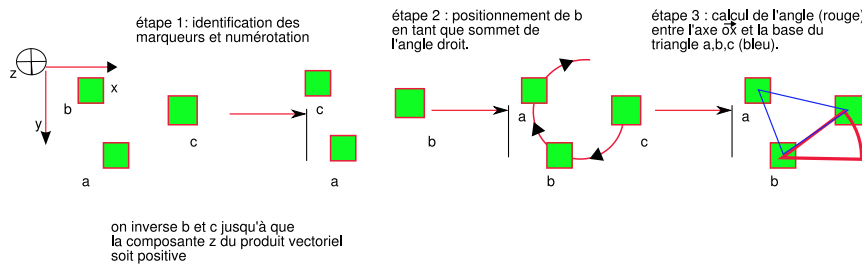 étape 1: identification des
marqueurs et numérotation
z
x
b
y
c
a
c
a
on inverse b et c jusqu'à que
la composante z du produit vectoriel
soit positive
étape 2 : positionnement de b
en tant que sommet de
l'angle droit.
b
a
c
b
étape 3 : calcul de l'angle (rouge)
entre l'axe ox et la base du
triangle a,b,c (bleu).
a
c
b